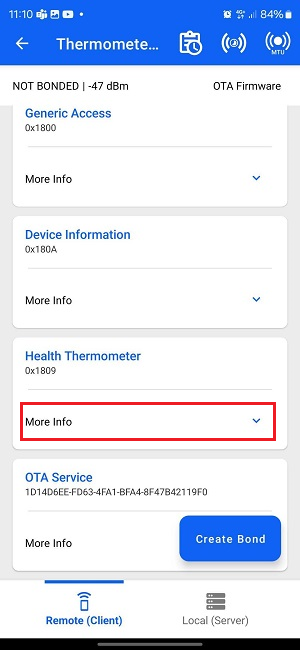 11:10 84%
Thermomete... MTU
NOT BONDED | -47 dBm OTA Firmware
Generic Access
0x1800
More Info
Device Information
0x180A
More Info
Health Thermometer
0x1809
More Info
OTA Service
1D14D6EE-FD63-4FA1-BFA4-8F47B42119F0
More Info
Create Bond
Remote (Client) Local (Server)